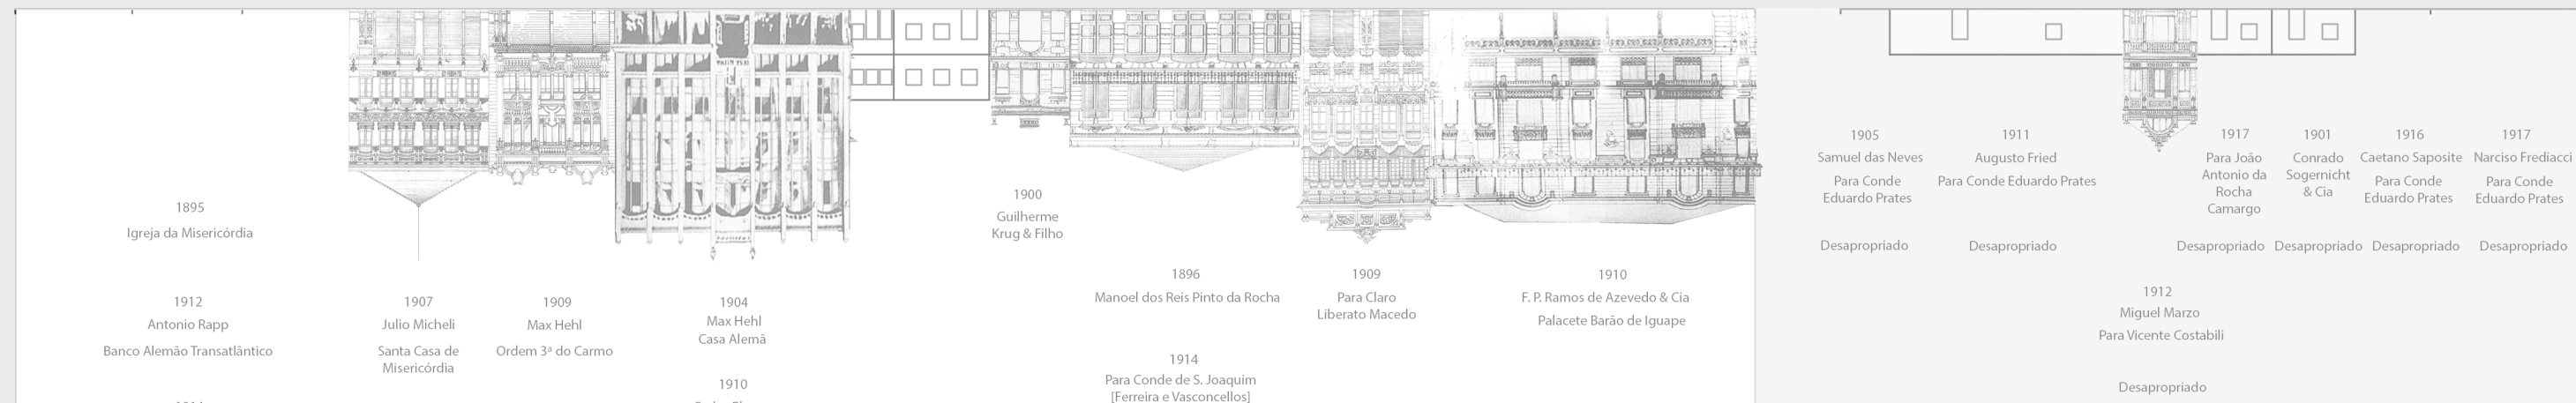 1895
Igreja da Misericórdia
1912
Antonio Rapp
Banco Alemão Transatlântico
1907
Julio Micheli
Santa Casa de
Misericórdia
1909
Max Hehl
Ordem 3ª do Carmo
1904
Max Hehl
Casa Alemã
1910
1900
Guilherme
Krug & Filho
1896
Manoel dos Reis Pinto da Rocha
1914
Para Conde de S. Joaquim
[Ferreira e Vasconcellos]
1909
Para Claro
Liberato Macedo
1910
F. P. Ramos de Azevedo & Cia
Palacete Barão de Iguape
1905
Samuel das Neves
Para Conde
Eduardo Prates
Desapropriado
1911
Augusto Fried
Para Conde Eduardo Prates
Desapropriado
1912
Miguel Marzo
Para Vicente Costabili
Desapropriado
1917
Para João
Antonio da
Rocha
Camargo
Desapropriado
1901
Conrado
Sogernicht
& Cia
Desapropriado
1916
Caetano Saposite
Para Conde
Eduardo Prates
Desapropriado
1917
Narciso Frediacci
Para Conde
Eduardo Prates
Desapropriado